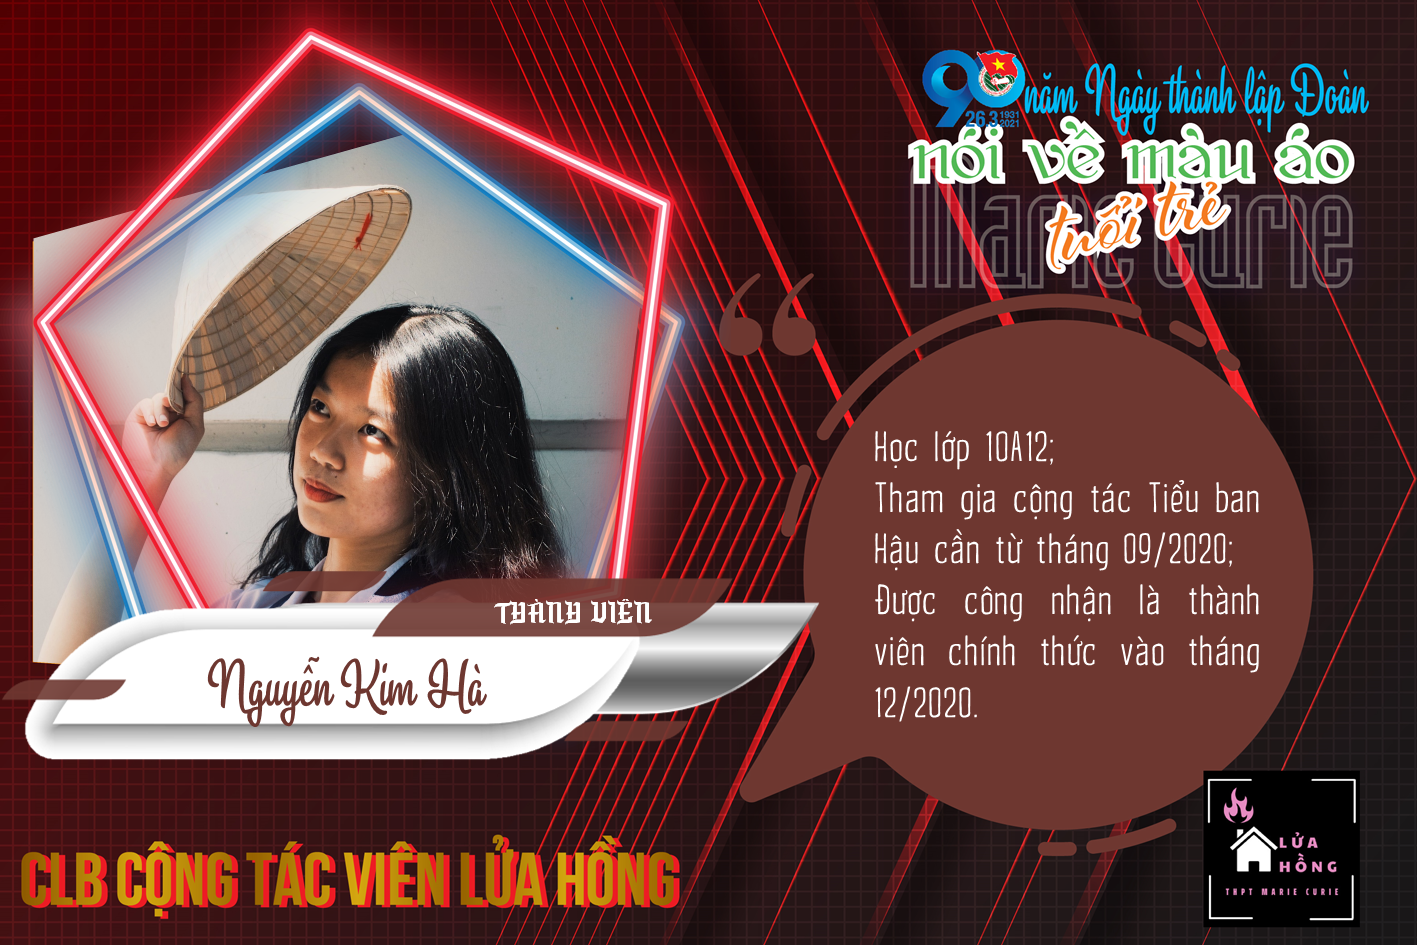 90 năm Ngày thành lập Đoàn
26.3 1931 2021
nói về màu áo
Marie Curie
tuổi trẻ
Học lớp 10A12;
Tham gia cộng tác Tiểu ban
Hậu cần từ tháng 09/2020;
Được công nhận là thành
viên chính thức vào tháng
12/2020.
THÀNH VIÊN
Nguyễn Kim Hà
CLB CỘNG TÁC VIÊN LỬA HỒNG
LỬA
HỒNG
THPT MARIE CURIE